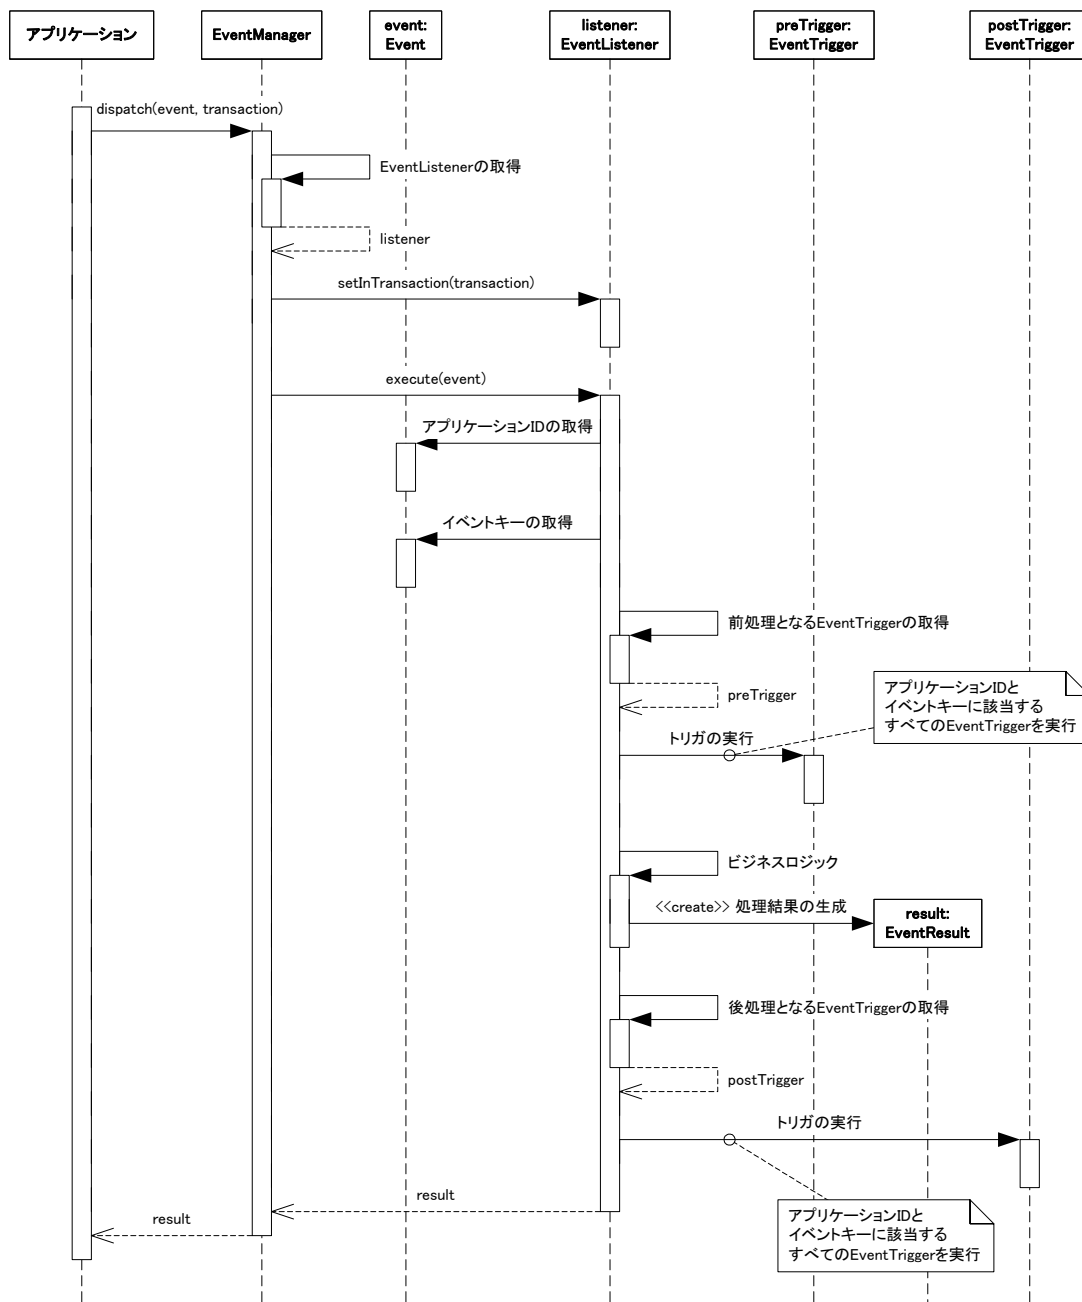 アプリケーション
EventManager
event:
Event
listener:
EventListener
preTrigger:
EventTrigger
postTrigger:
EventTrigger
dispatch(event, transaction)
EventListenerの取得
listener
setInTransaction(transaction)
execute(event)
アプリケーションIDの取得
イベントキーの取得
前処理となるEventTriggerの取得
preTrigger
アプリケーションIDと
イベントキーに該当する
すべてのEventTriggerを実行
トリガの実行
ビジネスロジック
<<create>> 処理結果の生成
result:
EventResult
後処理となるEventTriggerの取得
postTrigger
トリガの実行
result
result
アプリケーションIDと
イベントキーに該当する
すべてのEventTriggerを実行